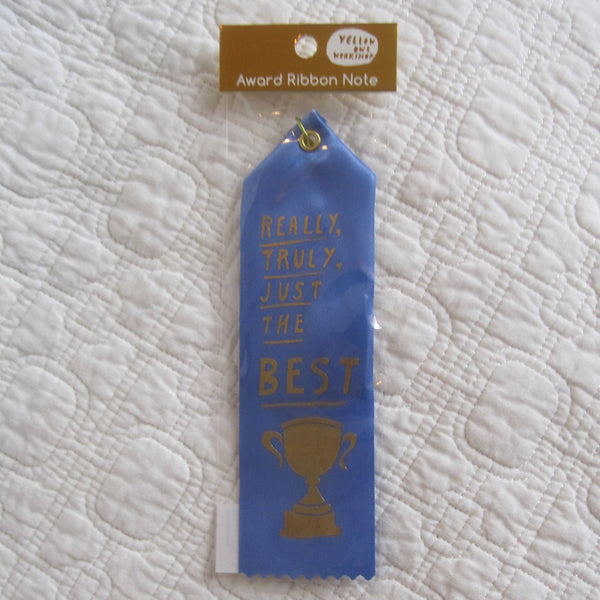 YELLOW
OWL
WORKSHOP
Award Ribbon Note
REALLY,
TRULY,
JUST
THE
BEST